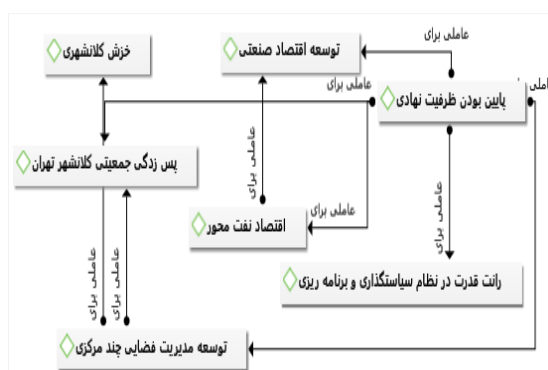 عاملی برای
توسعه اقتصاد صنعتی
خزش کلانشهری
عاملی برای
عاملی برای
پایین بودن ظرفیت نهادی
عاملی برای
پس زدگی جمعیتی کلانشهر تهران
عاملی برای
اقتصاد نفت محور
عاملی برای
عاملی برای
عاملی برای
رانت قدرت در نظام سیاستگذاری و برنامه ریزی
توسعه مدیریت فضایی چند مرکزی